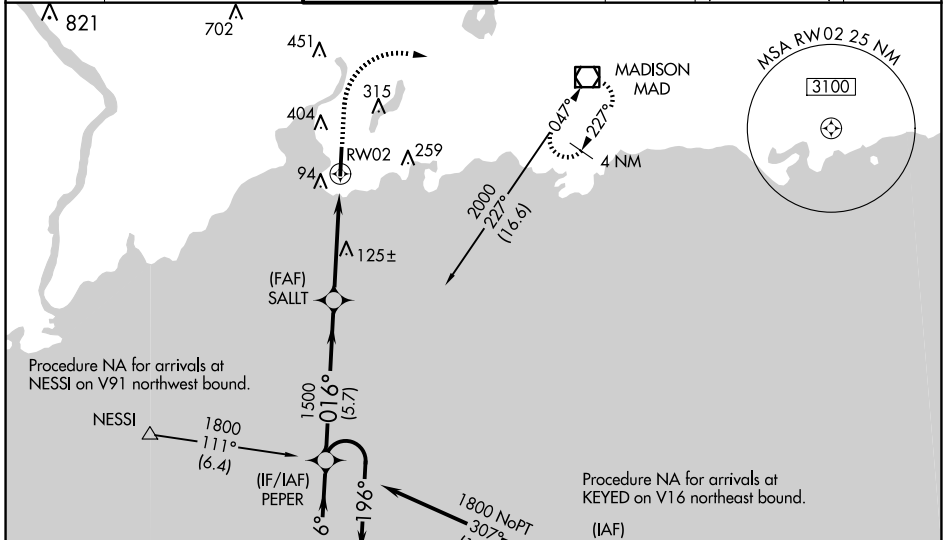 821
702
451
404
315
259
94
RW02
125±
MADISON
MAD
047°
227°
4 NM
2000
227°
(16.6)
MSA RW02 25 NM
3100
(FAF)
SALLT
Procedure NA for arrivals at
NESSI on V91 northwest bound.
NESSI
1800
111°
(6.4)
1500
016°
(5.7)
(IF/IAF)
PEPER
6°
196°
1800 NoPT
307°
Procedure NA for arrivals at
KEYED on V16 northeast bound.
(IAF)